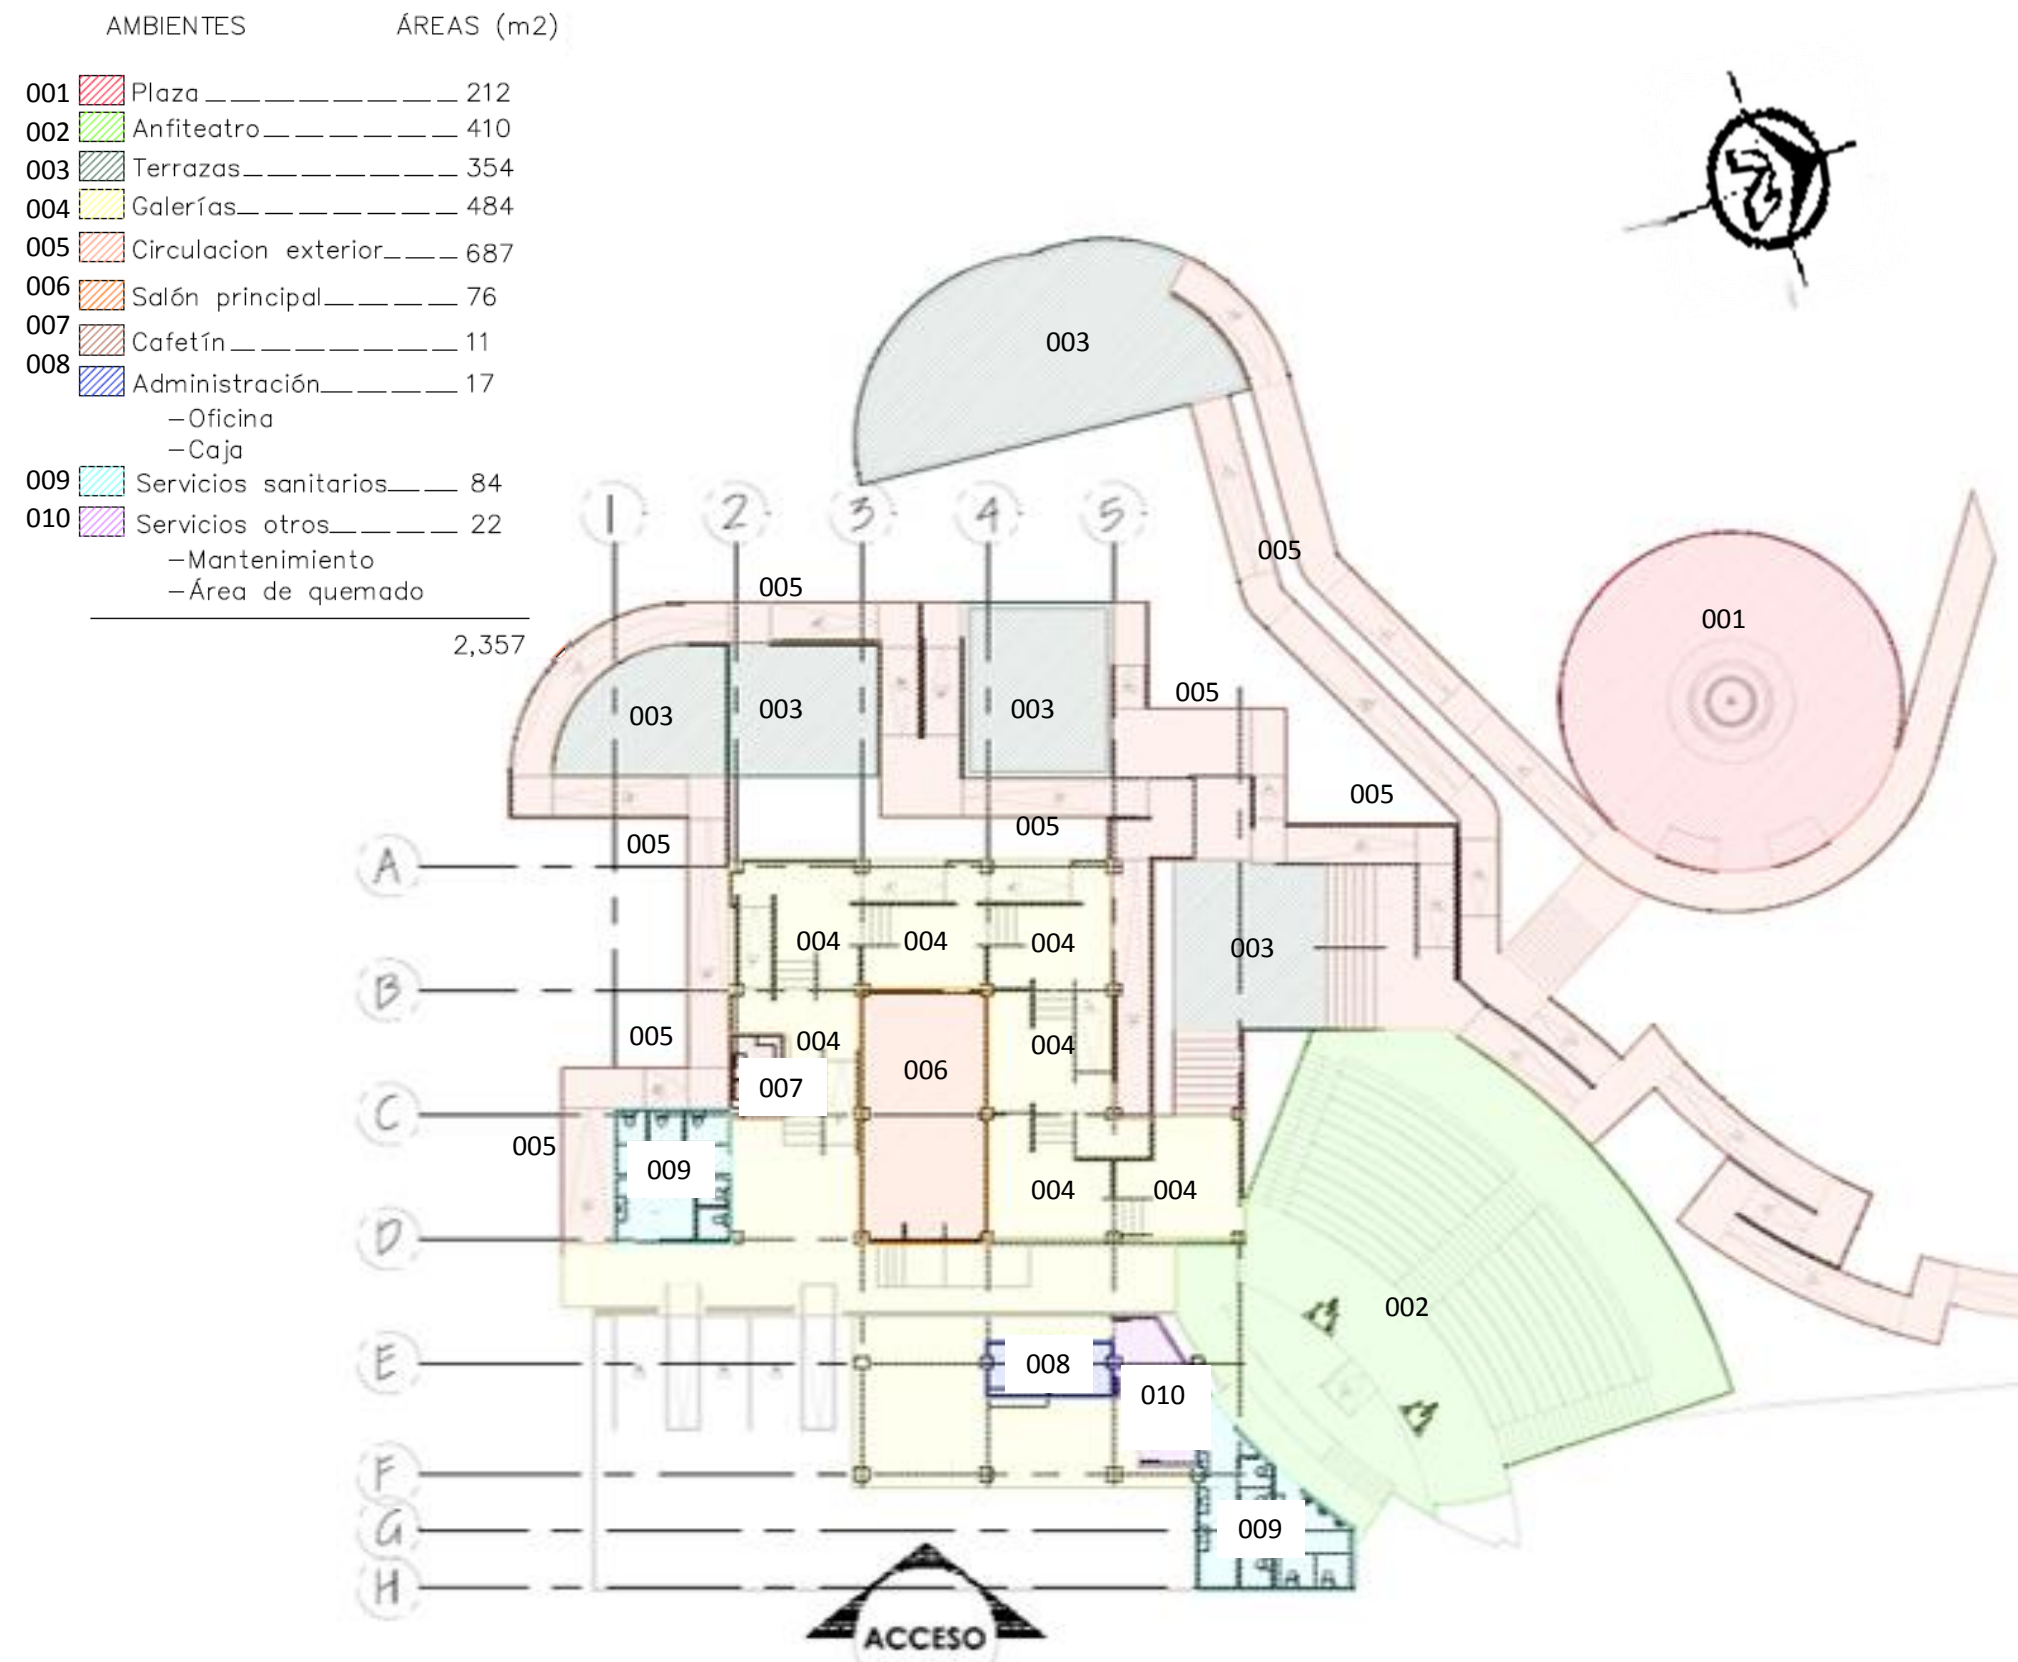 AMBIENTES ÁREAS (m2)
001 Plaza 212
002 Anfiteatro 410
003 Terrazas 354
004 Galerías 484
005 Circulacion exterior 687
006 Salón principal 76
007 Cafetín 11
008 Administración 17
-Oficina
-Caja
009 Servicios sanitarios 84
010 Servicios otros 22
-Mantenimiento
-Área de quemado
2,357
003
1 2 3 4 5
005
005
001
003 003 003
005
005
005
005
A
004 004 004
003
B
005
004 004
006
007
C
005
009
004 004
D
002
E
008
010
F
G
009
H
ACCESO